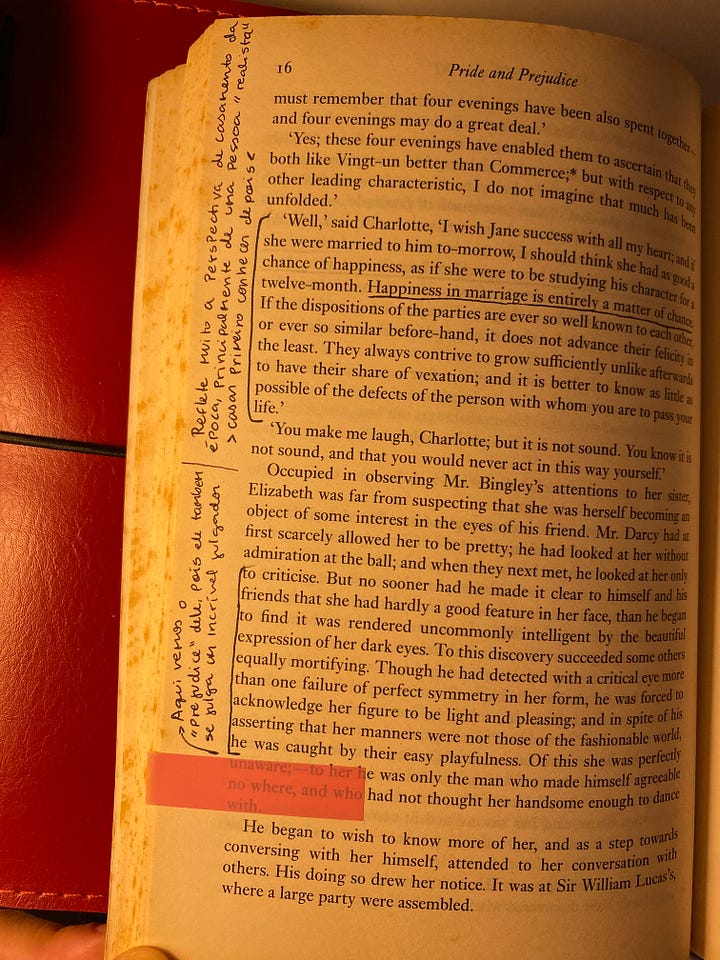 16
Pride and Prejudice
must remember that four evenings have been also spent together—
and four evenings may do a great deal.’
‘Yes; these four evenings have enabled them to ascertain that they
both like Vingt-un better than Commerce;* but with respect to any
other leading characteristic, I do not imagine that much has been
unfolded.’
‘Well,’ said Charlotte, ‘I wish Jane success with all my heart; and if
she were married to him to-morrow, I should think she had as good a
chance of happiness, as if she were to be studying his character for a
twelve-month. Happiness in marriage is entirely a matter of chance.
If the dispositions of the parties are ever so well known to each other,
or ever so similar before-hand, it does not advance their felicity in
the least. They always contrive to grow sufficiently unlike afterwards
to have their share of vexation; and it is better to know as little as
possible of the defects of the person with whom you are to pass your
life.’
‘You make me laugh, Charlotte; but it is not sound. You know it is
not sound, and that you would never act in this way yourself.’
Occupied in observing Mr. Bingley’s attentions to her sister,
Elizabeth was far from suspecting that she was herself becoming an
object of some interest in the eyes of his friend. Mr. Darcy had at
first scarcely allowed her to be pretty; he had looked at her without
admiration at the ball; and when they next met, he looked at her only
to criticise. But no sooner had he made it clear to himself and his
friends that she had hardly a good feature in her face, than he began
to find it was rendered uncommonly intelligent by the beautiful
expression of her dark eyes. To this discovery succeeded some others
equally mortifying. Though he had detected with a critical eye more
than one failure of perfect symmetry in her form, he was forced to
acknowledge her figure to be light and pleasing; and in spite of his
asserting that her manners were not those of the fashionable world,
he was caught by their easy playfulness. Of this she was perfectly
unaware;—to her he was only the man who made himself agreeable
no where, and who had not thought her handsome enough to dance
with.
He began to wish to know more of her, and as a step towards
conversing with her himself, attended to her conversation with
others. His doing so drew her notice. It was at Sir William Lucas’s,
where a large party were assembled.
- Reflete muito a perspectiva de casamento da
época, principalmente de uma pessoa "realista"
> casar primeiro conhecer depois <
> Aqui vemos o
"prejudice" dele, pois ele também
se julga um incrível julgador